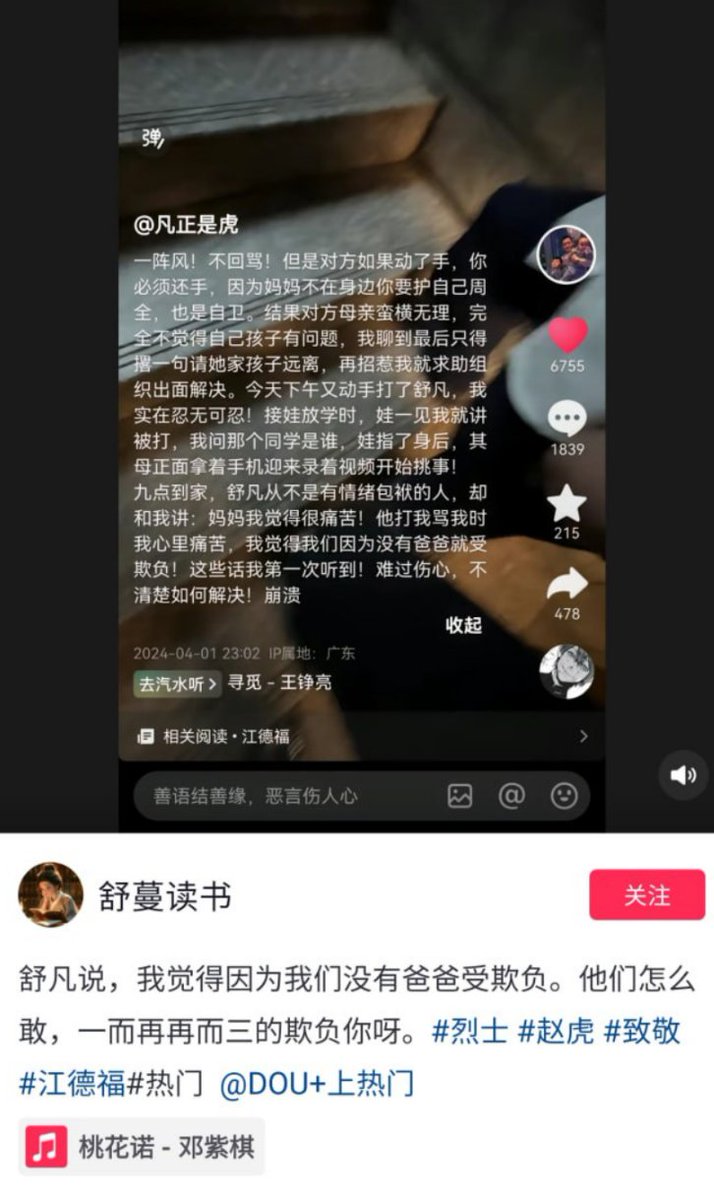 弹
@凡正是虎
一阵风！不回骂！但是对方如果动了手，你
必须还手，因为妈妈不在身边你要护自己周
全，也是自卫。结果对方母亲蛮横无理，完
全不觉得自己孩子有问题，我聊到最后只得
撂一句请她家孩子远离，再招惹我就求助组
织出面解决。今天下午又动手打了舒凡，我
实在忍无可忍！接娃放学时，娃一见我就讲
被打，我问那个同学是谁，娃指了身后，其
母正面拿着手机迎来录着视频开始挑事！
九点到家，舒凡从不是有情绪包袱的人，却
和我讲：妈妈我觉得很痛苦！他打我骂我时
我心里痛苦，我觉得我们因为没有爸爸就受
欺负！这些话我第一次听到！难过伤心，不
清楚如何解决！崩溃
收起
6755
1839
215
478
2024-04-01 23:02 IP属地：广东
去汽水听 > 寻觅 - 王铮亮
相关阅读·江德福
善语结善缘，恶言伤人心
舒蔓读书
关注
舒凡说，我觉得因为我们没有爸爸受欺负。他们怎么
敢，一而再再而三的欺负你呀。#烈士 #赵虎 #致敬
#江德福#热门 @DOU+上热门
桃花诺 - 邓紫棋